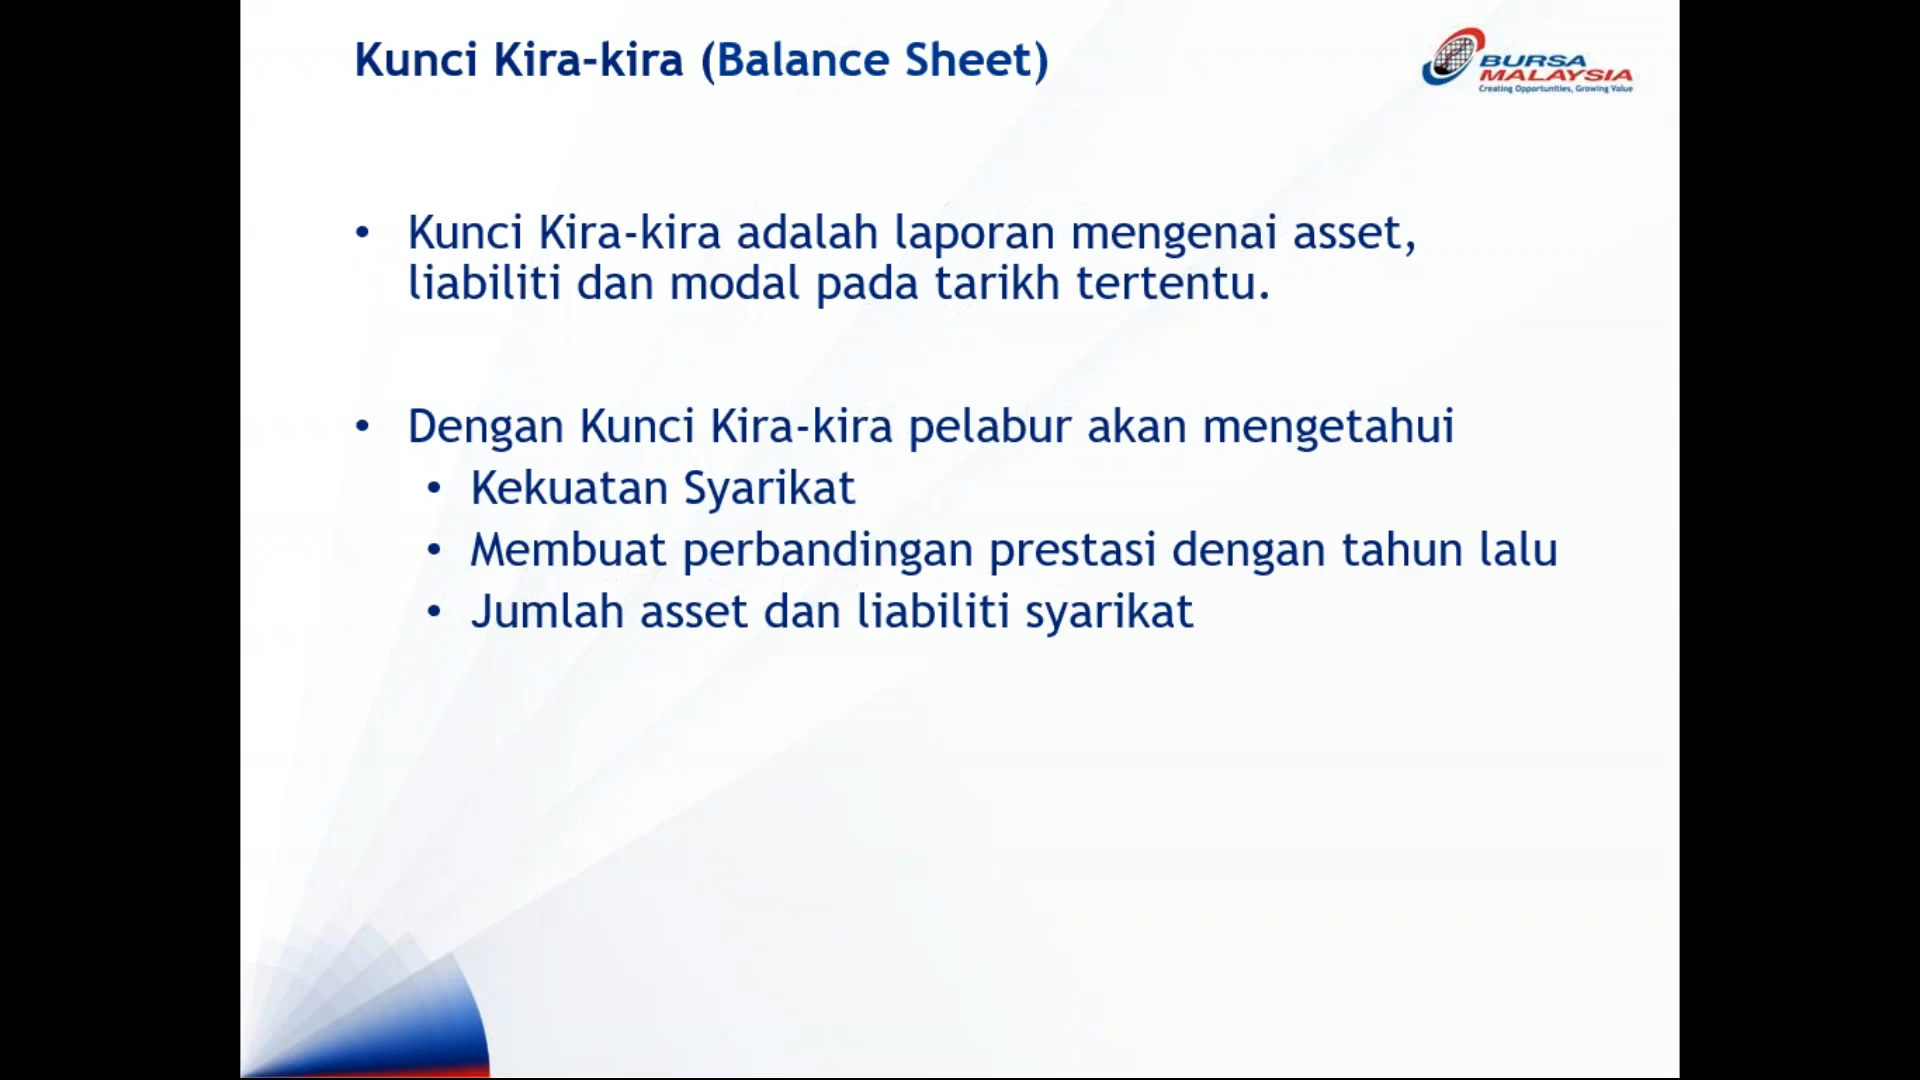 Kunci Kira-kira (Balance Sheet)
BURSA
MALAYSIA
Creating Opportunities, Growing Value
• Kunci Kira-kira adalah laporan mengenai asset,
liabiliti dan modal pada tarikh tertentu.
• Dengan Kunci Kira-kira pelabur akan mengetahui
• Kekuatan Syarikat
• Membuat perbandingan prestasi dengan tahun lalu
• Jumlah asset dan liabiliti syarikat